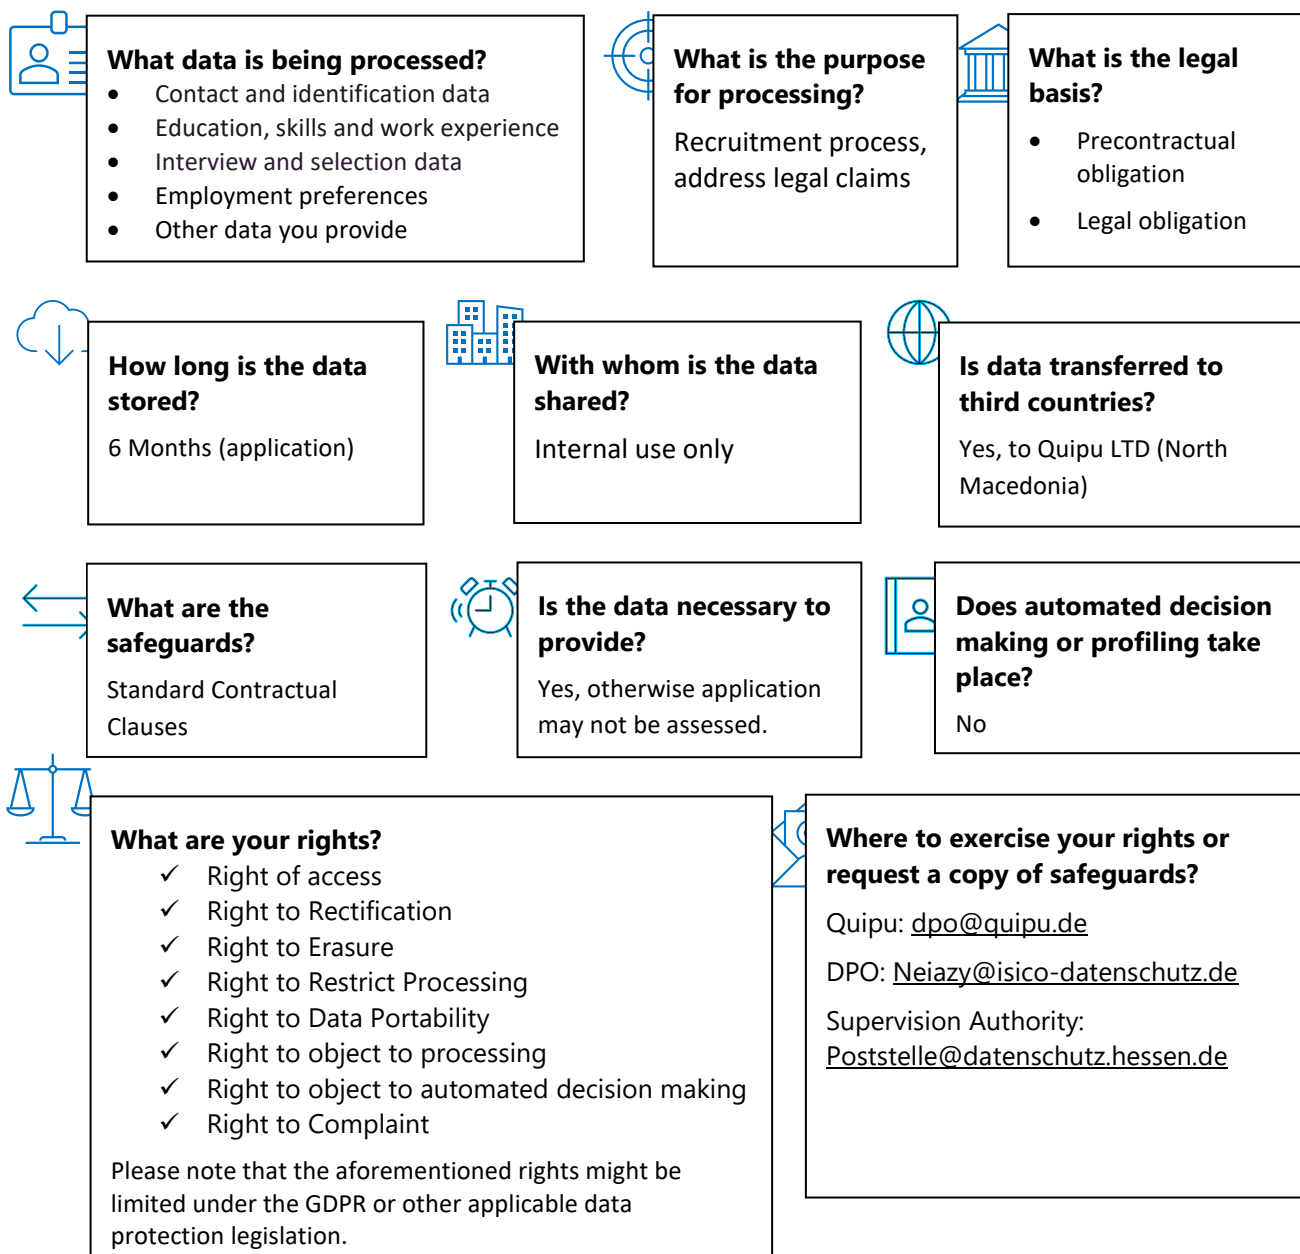 What data is being processed?
• Contact and identification data
• Education, skills and work experience
• Interview and selection data
• Employment preferences
• Other data you provide
What is the purpose
for processing?
Recruitment process,
address legal claims
What is the legal
basis?
• Precontractual
obligation
• Legal obligation
How long is the data
stored?
6 Months (application)
With whom is the data
shared?
Internal use only
Is data transferred to
third countries?
Yes, to Quipu LTD (North
Macedonia)
What are the
safeguards?
Standard Contractual
Clauses
Is the data necessary to
provide?
Yes, otherwise application
may not be assessed.
Does automated decision
making or profiling take
place?
No
What are your rights?
✓ Right of access
✓ Right to Rectification
✓ Right to Erasure
✓ Right to Restrict Processing
✓ Right to Data Portability
✓ Right to object to processing
✓ Right to object to automated decision making
✓ Right to Complaint
Please note that the aforementioned rights might be
limited under the GDPR or other applicable data
protection legislation.
Where to exercise your rights or
request a copy of safeguards?
Quipu: dpo@quipu.de
DPO: Neiazy@isico-datenschutz.de
Supervision Authority:
Poststelle@datenschutz.hessen.de